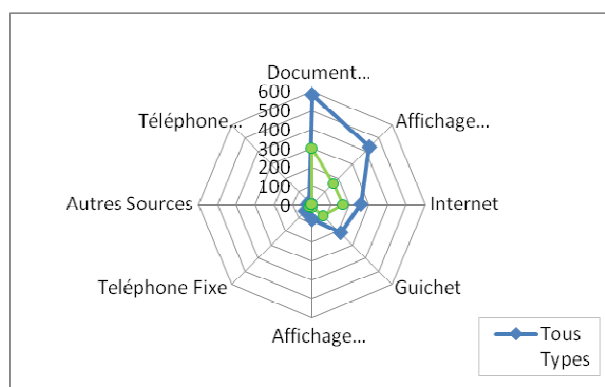 Document...
600
500
400
300
200
100
0
Affichage...
Internet
Guichet
Affichage...
Teléphone Fixe
Autres Sources
Téléphone...
Tous
Types